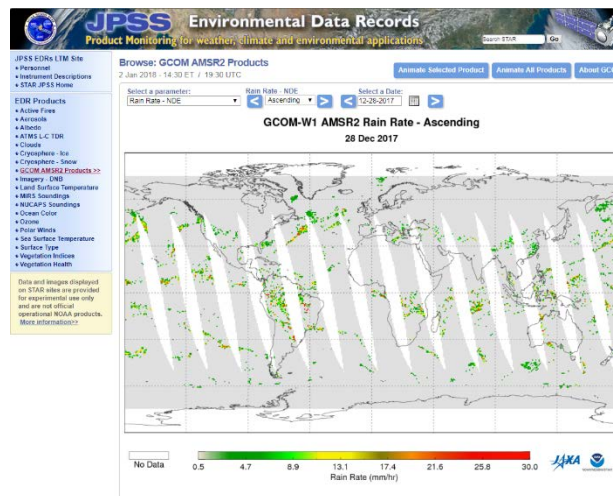 JPSS Environmental Data Records
Product Monitoring for weather, climate and environmental applications
Search STAR
Go
JPSS EDRs LTM Site
Personnel
Instrument Descriptions
STAR JPSS Home
EDR Products
Active Fires
Aerosols
Albedo
ATMS L-C TDR
Clouds
Cryosphere - Ice
Cryosphere - Snow
GCOM AMSR2 Products >>
Imagery - DNB
Land Surface Temperature
MIRS Soundings
NUCAPS Soundings
Ocean Color
Ozone
Polar Winds
Sea Surface Temperature
Surface Type
Vegetation Indices
Vegetation Health
Data and images displayed
on STAR sites are provided
for experimental use only
and are not official
operational NOAA products.
More information>>
Browse: GCOM AMSR2 Products
2 Jan 2018 - 14:30 ET / 19:30 UTC
Animate Selected Product
Animate All Products
About GCO
Select a parameter:
Rain Rate - NDE
Rain Rate - NDE
Ascending
Select a Date:
12-28-2017
GCOM-W1 AMSR2 Rain Rate - Ascending
28 Dec 2017
No Data
0.5 4.7 8.9 13.1 17.4 21.6 25.8 30.0
Rain Rate (mm/hr)
JAXA